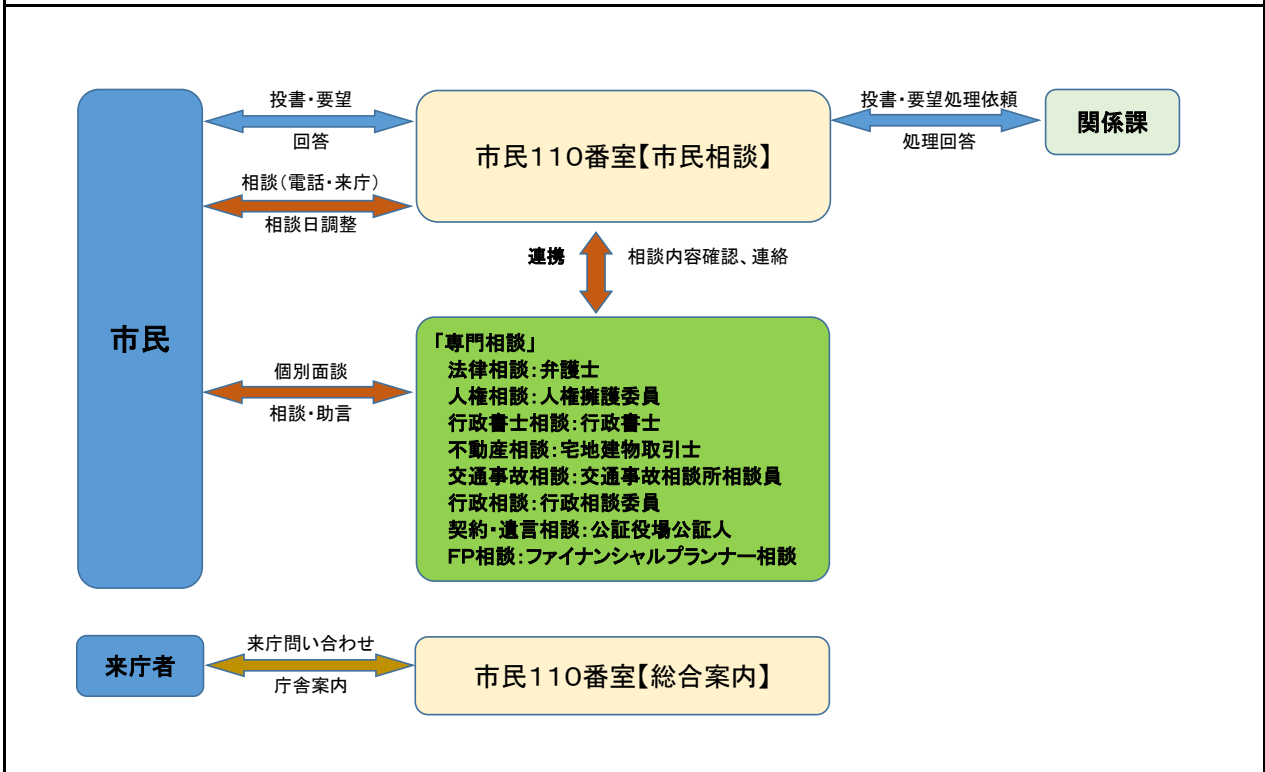 市民
投書・要望
回答
相談（電話・来庁）
相談日調整
市民１１０番室【市民相談】
投書・要望処理依頼
処理回答
関係課
連携
相談内容確認、連絡
個別面談
相談・助言
「専門相談」
法律相談：弁護士
人権相談：人権擁護委員
行政書士相談：行政書士
不動産相談：宅地建物取引士
交通事故相談：交通事故相談所相談員
行政相談：行政相談委員
契約・遺言相談：公証役場公証人
FP相談：ファイナンシャルプランナー相談
来庁者
来庁問い合わせ
庁舎案内
市民１１０番室【総合案内】